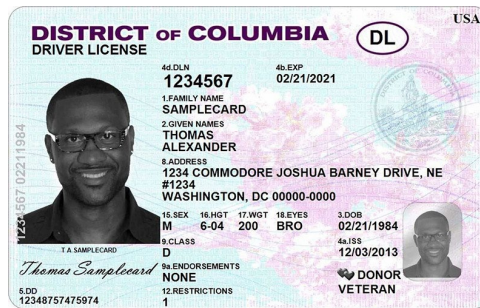 USA
DISTRICT OF COLUMBIA
DL
DRIVER LICENSE
4d.DLN
4b.EXP
1234567
02/21/2021
1.FAMILY NAME
SAMPLECARD
2.GIVEN NAMES
THOMAS
ALEXANDER
8.ADDRESS
1234 COMMODORE JOSHUA BARNEY DRIVE, NE
#1234
WASHINGTON, DC 00000-0000
15.SEX 16.HGT 17.WGT 18.EYES 3.DOB
M 6-04 200 BRO 02/21/1984
9.CLASS 4a.ISS
D 12/03/2013
9a.ENDORSEMENTS
NONE
DONOR
VETERAN
12.RESTRICTIONS
1
1234567 02211984
T A SAMPLECARD
Thomas Samplecard
5.DD
12348757475974